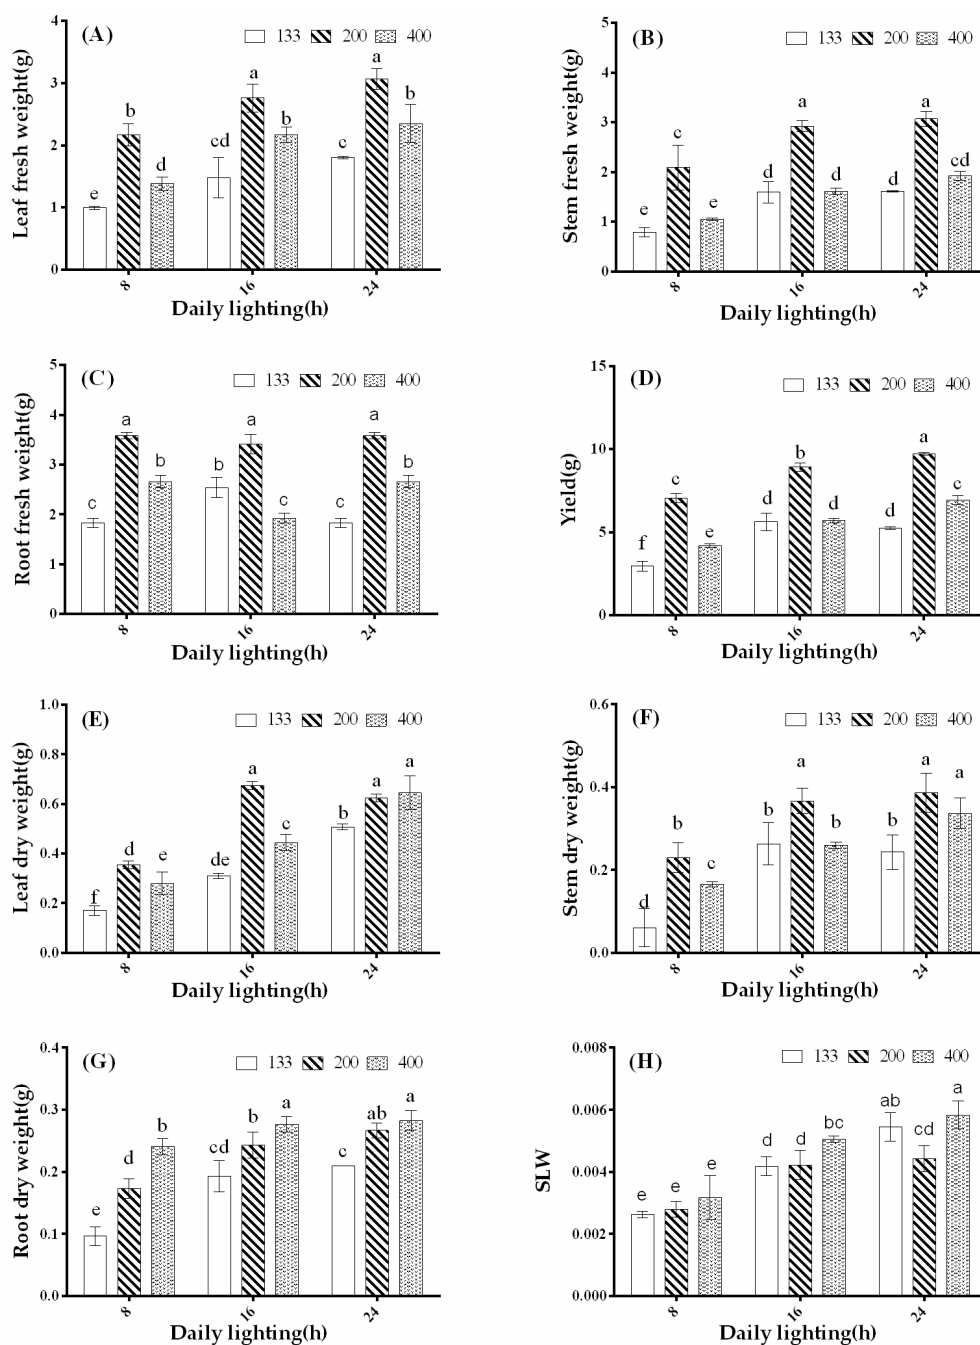 (A) 133 200 400
Leaf fresh weight(g)
4
3
2
1
0
e b d cd a b c a b
8 16 24
Daily lighting(h)
(B) 133 200 400
Stem fresh weight(g)
5
4
3
2
1
0
e c e d a d d a cd
8 16 24
Daily lighting(h)
(C) 133 200 400
Root fresh weight(g)
5
4
3
2
1
0
c a b b a c c a b
8 16 24
Daily lighting(h)
(D) 133 200 400
Yield(g)
15
10
5
0
f c e d b d d a c
8 16 24
Daily lighting(h)
(E) 133 200 400
Leaf dry weight(g)
1.0
0.8
0.6
0.4
0.2
0.0
f d e de a c b a a
8 16 24
Daily lighting(h)
(F) 133 200 400
Stem dry weight(g)
0.6
0.4
0.2
0.0
d b c b a b b a a
8 16 24
Daily lighting(h)
(G) 133 200 400
Root dry weight(g)
0.4
0.3
0.2
0.1
0.0
e d b cd b a c ab a
8 16 24
Daily lighting(h)
(H) 133 200 400
SLW
0.008
0.006
0.004
0.002
0.000
e e e d d bc ab cd a
8 16 24
Daily lighting(h)